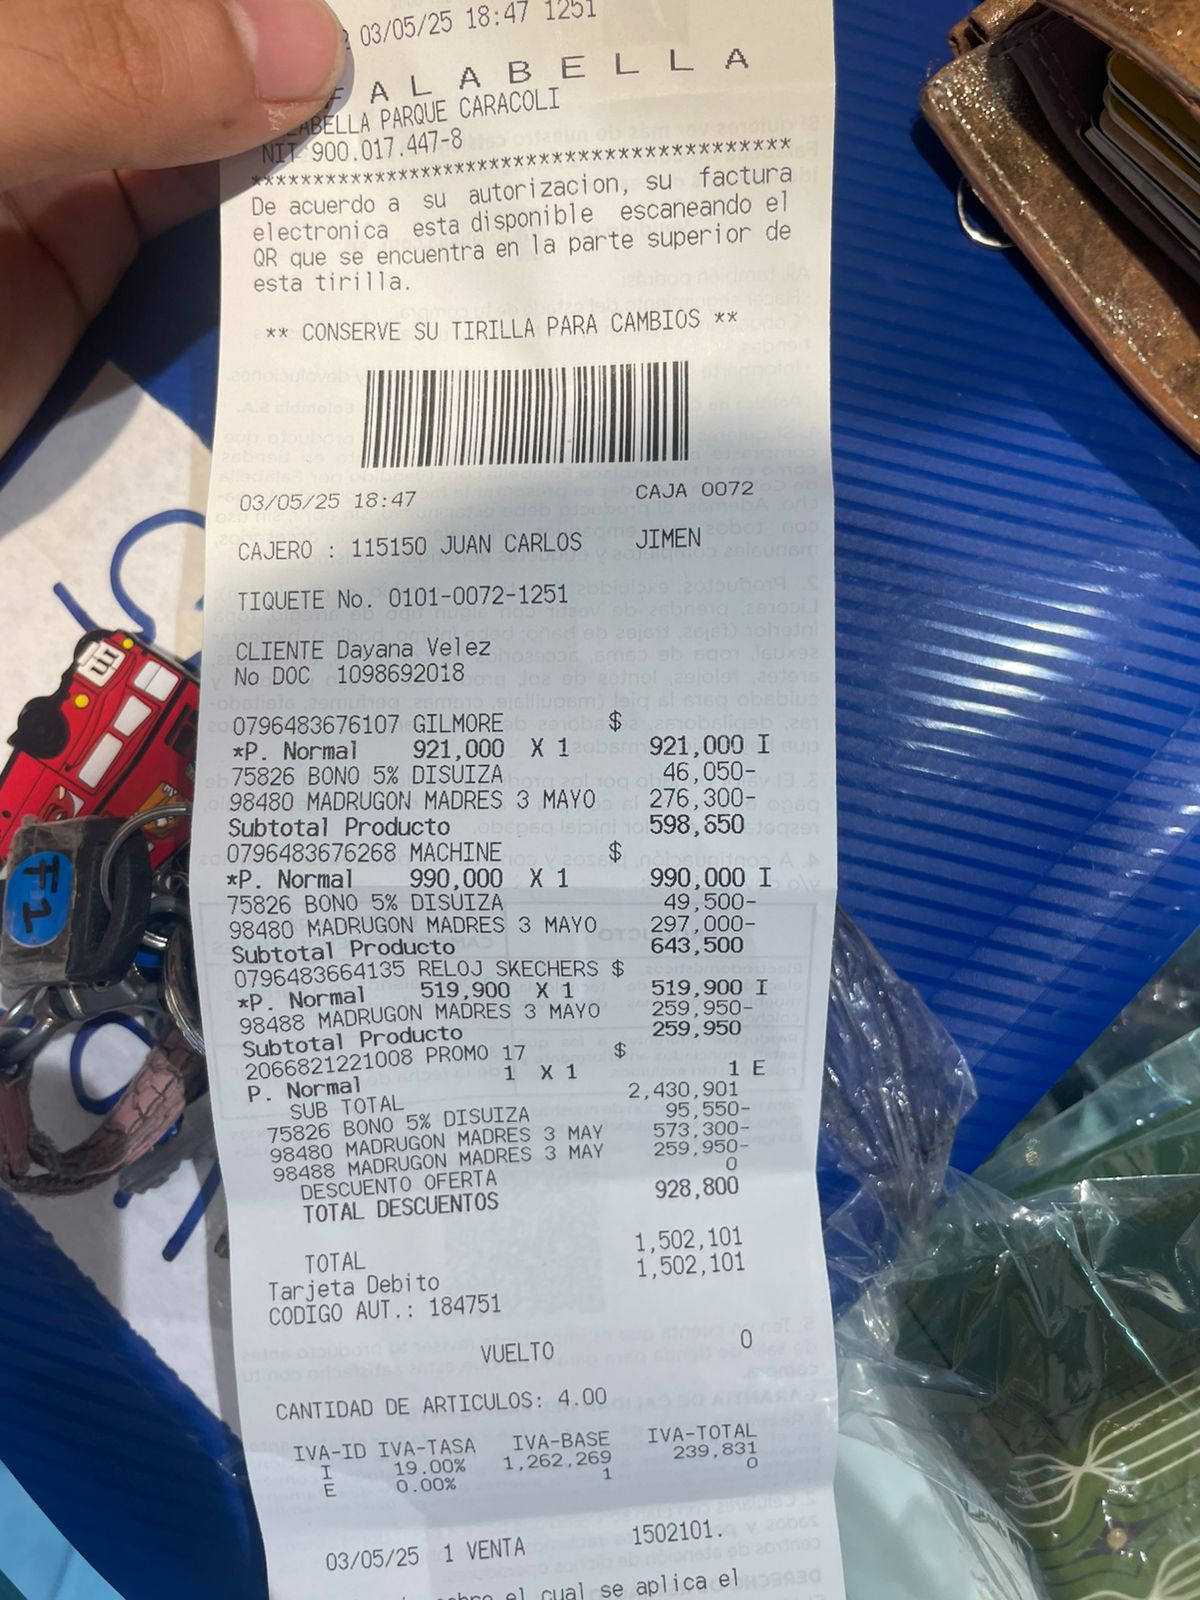 03/05/25 18:47 1251
F A L A B E L L A
FALABELLA PARQUE CARACOLI
NIT 900.017.447-8
*******************************************
De acuerdo a su autorizacion, su factura
electronica esta disponible escaneando el
QR que se encuentra en la parte superior de
esta tirilla.
** CONSERVE SU TIRILLA PARA CAMBIOS **
03/05/25 18:47 CAJA 0072
CAJERO : 115150 JUAN CARLOS JIMEN
TIQUETE No. 0101-0072-1251
CLIENTE Dayana Velez
No DOC 1098692018
0796483676107 GILMORE $
*P. Normal 921,000 X 1 921,000 I
75826 BONO 5% DISUIZA 46,050-
98480 MADRUGON MADRES 3 MAYO 276,300-
Subtotal Producto 598,650
0796483676268 MACHINE $
*P. Normal 990,000 X 1 990,000 I
75826 BONO 5% DISUIZA 49,500-
98480 MADRUGON MADRES 3 MAYO 297,000-
Subtotal Producto 643,500
0796483664135 RELOJ SKECHERS $
*P. Normal 519,900 X 1 519,900 I
98488 MADRUGON MADRES 3 MAYO 259,950-
Subtotal Producto 259,950
2066821221008 PROMO 17 $
P. Normal 1 X 1 1 E
SUB TOTAL 2,430,901
75826 BONO 5% DISUIZA 95,550-
98480 MADRUGON MADRES 3 MAY 573,300-
98488 MADRUGON MADRES 3 MAY 259,950-
DESCUENTO OFERTA 0
TOTAL DESCUENTOS 928,800
TOTAL 1,502,101
Tarjeta Debito 1,502,101
CODIGO AUT.: 184751
VUELTO 0
CANTIDAD DE ARTICULOS: 4.00
IVA-ID IVA-TASA IVA-BASE IVA-TOTAL
I 19.00% 1,262,269 239,831
E 0.00% 1 0
03/05/25 1 VENTA 1502101.
sobre el cual se aplica el
F1